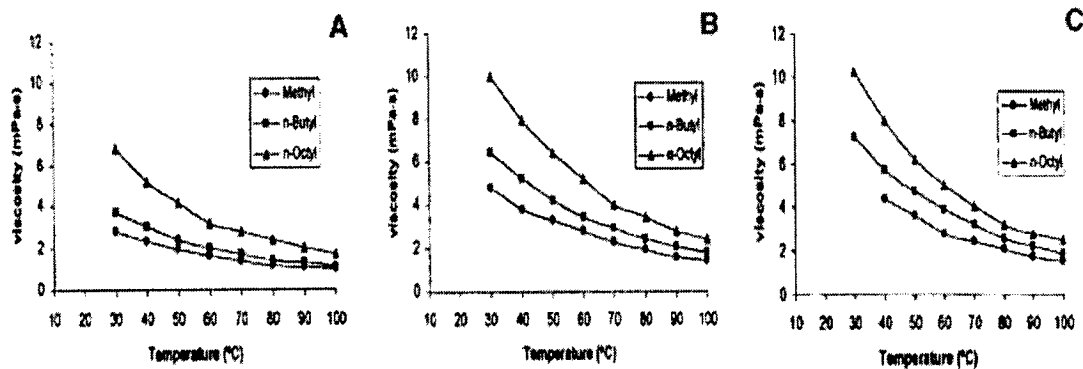 A
12
10
8
6
4
2
0
viscosity (mPa-s)
Methyl
n-Butyl
n-Octyl
10 30 40 50 60 70 80 90 100
Temperature (ºC)
B
12
10
8
6
4
2
0
viscosity (mPa-s)
Methyl
n-Butyl
n-Octyl
10 30 40 50 60 70 80 90 100
Temperature (ºC)
C
12
10
8
6
4
2
0
viscosity (mPa-s)
Methyl
n-Butyl
n-Octyl
10 30 40 50 60 70 80 90 100
Temperature (ºC)